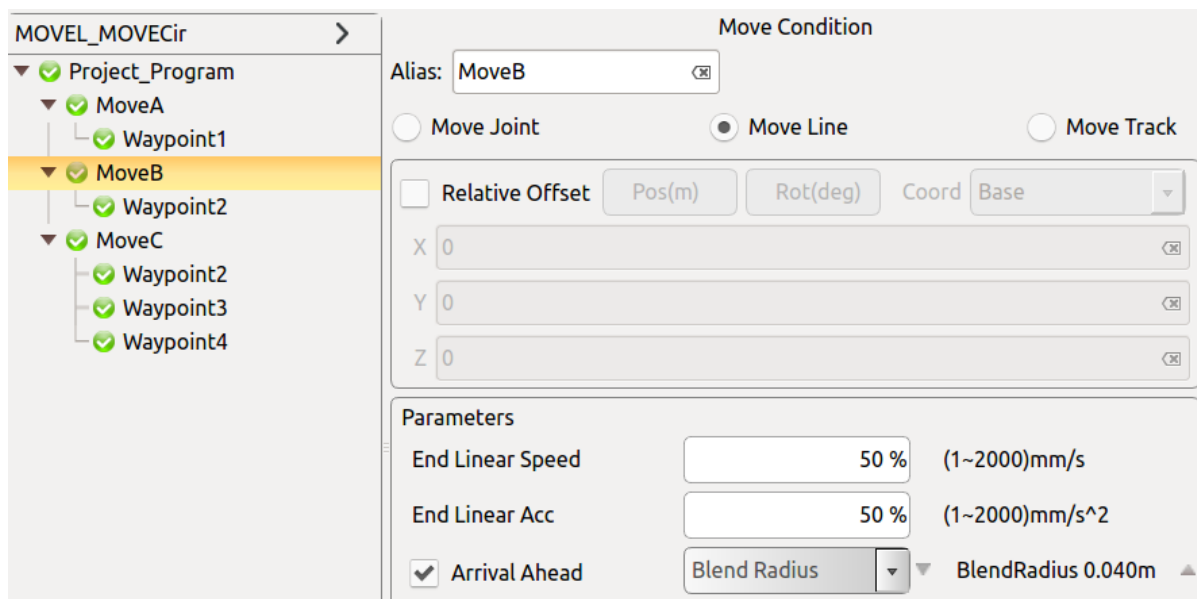 MOVEL_MOVECir
Project_Program
MoveA
Waypoint1
MoveB
Waypoint2
MoveC
Waypoint2
Waypoint3
Waypoint4
Move Condition
Alias: MoveB
Move Joint Move Line Move Track
Relative Offset Pos(m) Rot(deg) Coord Base
X 0
Y 0
Z 0
Parameters
End Linear Speed 50 % (1~2000)mm/s
End Linear Acc 50 % (1~2000)mm/s^2
Arrival Ahead Blend Radius BlendRadius 0.040m